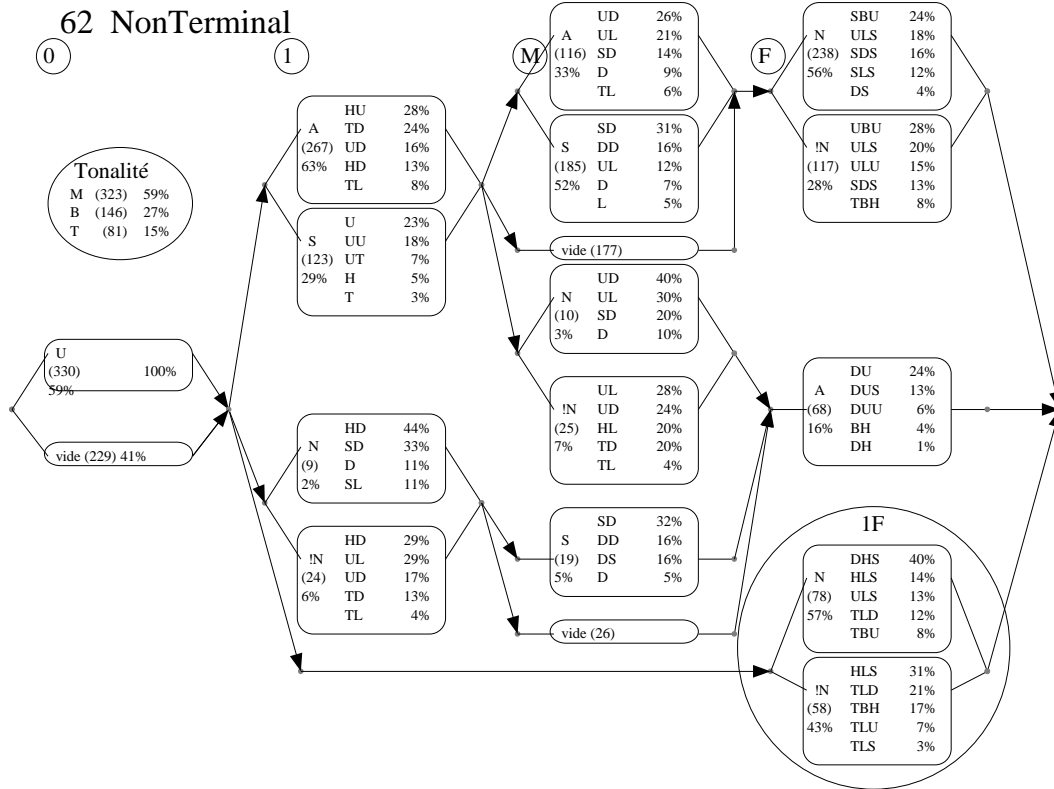 62 NonTerminal
0
1
M
F
Tonalité
M (323) 59%
B (146) 27%
T (81) 15%
U
(330) 100%
59%
vide (229) 41%
HU 28%
A TD 24%
(267) UD 16%
63% HD 13%
TL 8%
U 23%
S UU 18%
(123) UT 7%
29% H 5%
T 3%
HD 44%
N SD 33%
(9) D 11%
2% SL 11%
HD 29%
!N UL 29%
(24) UD 17%
6% TD 13%
TL 4%
UD 26%
A UL 21%
(116) SD 14%
33% D 9%
TL 6%
SD 31%
S DD 16%
(185) UL 12%
52% D 7%
L 5%
vide (177)
UD 40%
N UL 30%
(10) SD 20%
3% D 10%
UL 28%
!N UD 24%
(25) HL 20%
7% TD 20%
TL 4%
SD 32%
S DD 16%
(19) DS 16%
5% D 5%
vide (26)
SBU 24%
N ULS 18%
(238) SDS 16%
56% SLS 12%
DS 4%
UBU 28%
!N ULS 20%
(117) ULU 15%
28% SDS 13%
TBH 8%
DU 24%
A DUS 13%
(68) DUU 6%
16% BH 4%
DH 1%
1F
DHS 40%
N HLS 14%
(78) ULS 13%
57% TLD 12%
TBU 8%
HLS 31%
!N TLD 21%
(58) TBH 17%
43% TLU 7%
TLS 3%